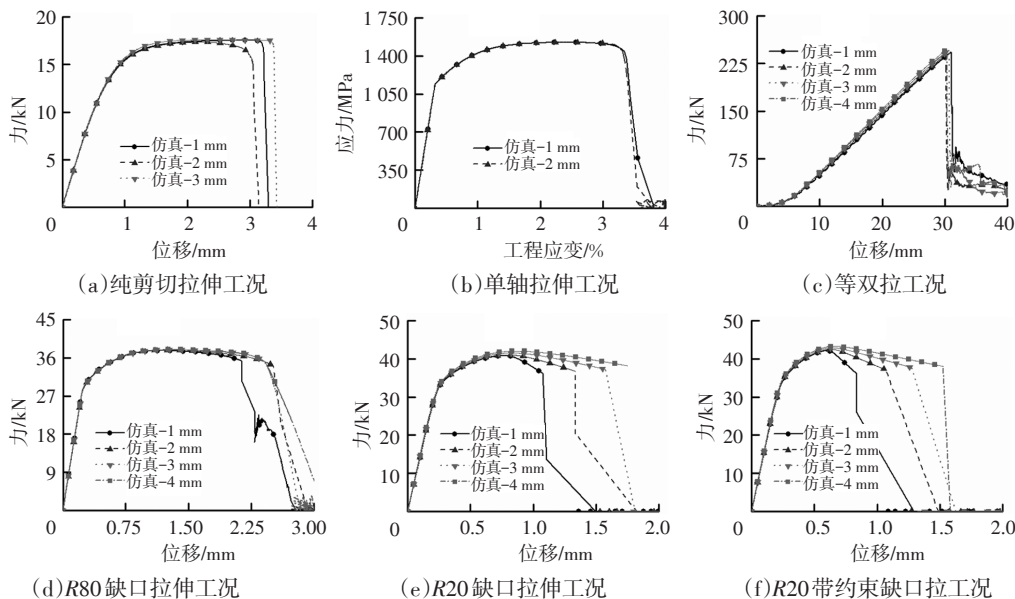 17.5
15
10
5
0
1
2
3
4
力/kN
位移/mm
仿真-1 mm
仿真-2 mm
仿真-3 mm
(a)纯剪切拉伸工况
1 750
1 400
1 050
700
350
0
1
2
3
4
应力/MPa
工程应变/%
仿真-1 mm
仿真-2 mm
(b)单轴拉伸工况
300
225
150
75
0
10
20
30
40
力/kN
位移/mm
仿真-1 mm
仿真-2 mm
仿真-3 mm
仿真-4 mm
(c)等双拉工况
45
36
27
18
9
0
0.75
1.50
2.25
3.00
力/kN
位移/mm
仿真-1 mm
仿真-2 mm
仿真-3 mm
仿真-4 mm
(d)R80缺口拉伸工况
50
40
30
20
10
0
0.5
1.0
1.5
2.0
力/kN
位移/mm
仿真-1 mm
仿真-2 mm
仿真-3 mm
仿真-4 mm
(e)R20缺口拉伸工况
50
40
30
20
10
0
0.5
1.0
1.5
2.0
力/kN
位移/mm
仿真-1 mm
仿真-2 mm
仿真-3 mm
仿真-4 mm
(f)R20带约束缺口拉工况